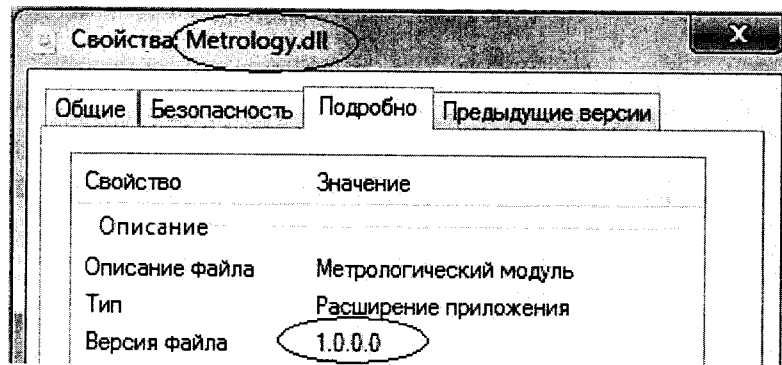 Свойства: Metrology.dll
Общие Безопасность Подробно Предыдущие версии
Свойство Значение
Описание
Описание файла Метрологический модуль
Тип Расширение приложения
Версия файла 1.0.0.0